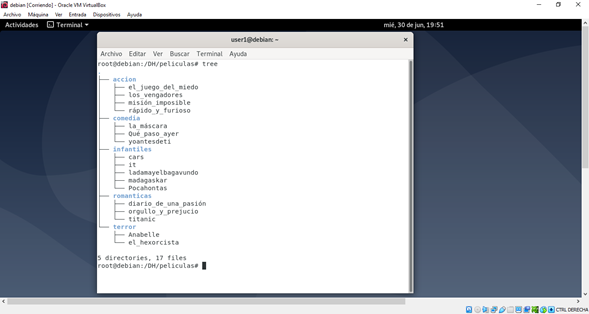 debian [Corriendo] - Oracle VM VirtualBox
Archivo Máquina Ver Entrada Dispositivos Ayuda
Actividades Terminal mié, 30 de jun, 19:51
user1@debian: ~
Archivo Editar Ver Buscar Terminal Ayuda
root@debian:/DH/peliculas# tree
.
├── accion
│   ├── el_juego_del_miedo
│   ├── los_vengadores
│   ├── misión_imposible
│   └── rápido_y_furioso
├── comedia
│   ├── la_máscara
│   ├── Qué_paso_ayer
│   └── yoantesdeti
├── infantiles
│   ├── cars
│   ├── it
│   ├── ladamayelbagavundo
│   ├── madagaskar
│   └── Pocahontas
├── romanticas
│   ├── diario_de_una_pasión
│   ├── orgullo_y_prejucio
│   └── titanic
└── terror
    ├── Anabelle
    └── el_hexorcista
5 directories, 17 files
root@debian:/DH/peliculas#
CTRL DERECHA